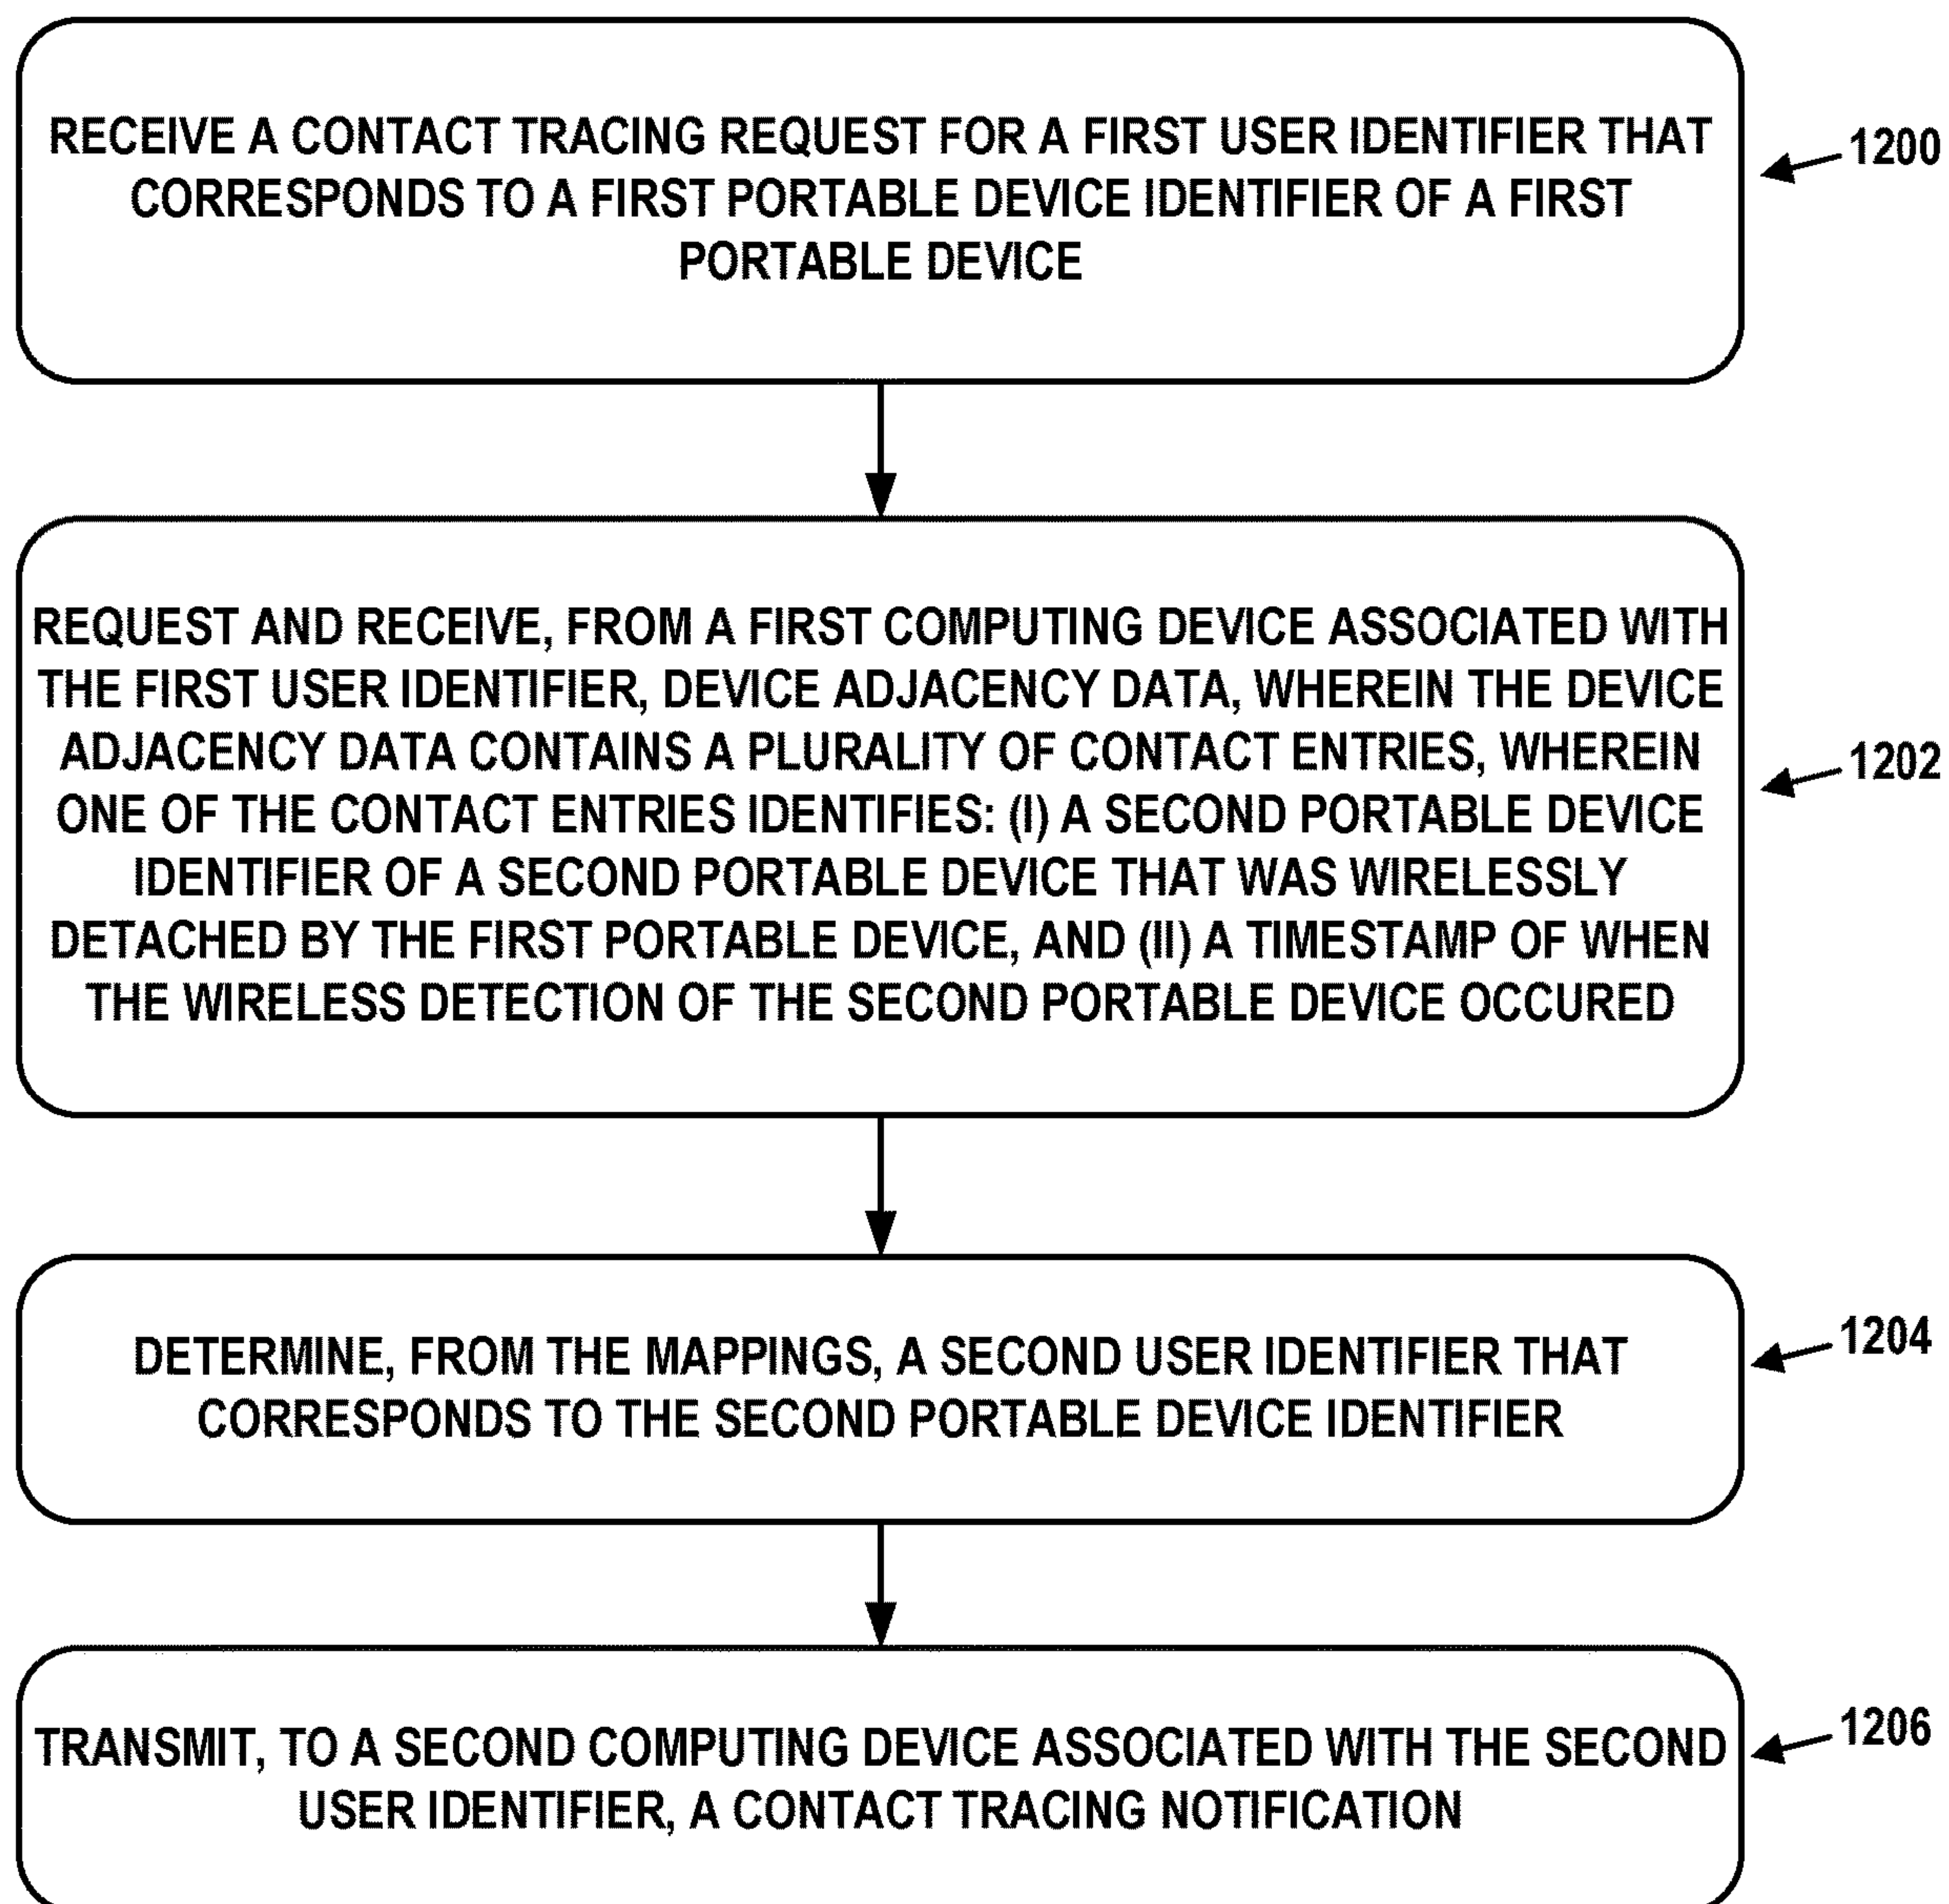 RECEIVE A CONTACT TRACING REQUEST FOR A FIRST USER IDENTIFIER THAT
CORRESPONDS TO A FIRST PORTABLE DEVICE IDENTIFIER OF A FIRST
PORTABLE DEVICE
1200
REQUEST AND RECEIVE, FROM A FIRST COMPUTING DEVICE ASSOCIATED WITH
THE FIRST USER IDENTIFIER, DEVICE ADJACENCY DATA, WHEREIN THE DEVICE
ADJACENCY DATA CONTAINS A PLURALITY OF CONTACT ENTRIES, WHEREIN
ONE OF THE CONTACT ENTRIES IDENTIFIES: (I) A SECOND PORTABLE DEVICE
IDENTIFIER OF A SECOND PORTABLE DEVICE THAT WAS WIRELESSLY
DETACHED BY THE FIRST PORTABLE DEVICE, AND (II) A TIMESTAMP OF WHEN
THE WIRELESS DETECTION OF THE SECOND PORTABLE DEVICE OCCURED
1202
DETERMINE, FROM THE MAPPINGS, A SECOND USER IDENTIFIER THAT
CORRESPONDS TO THE SECOND PORTABLE DEVICE IDENTIFIER
1204
TRANSMIT, TO A SECOND COMPUTING DEVICE ASSOCIATED WITH THE SECOND
USER IDENTIFIER, A CONTACT TRACING NOTIFICATION
1206